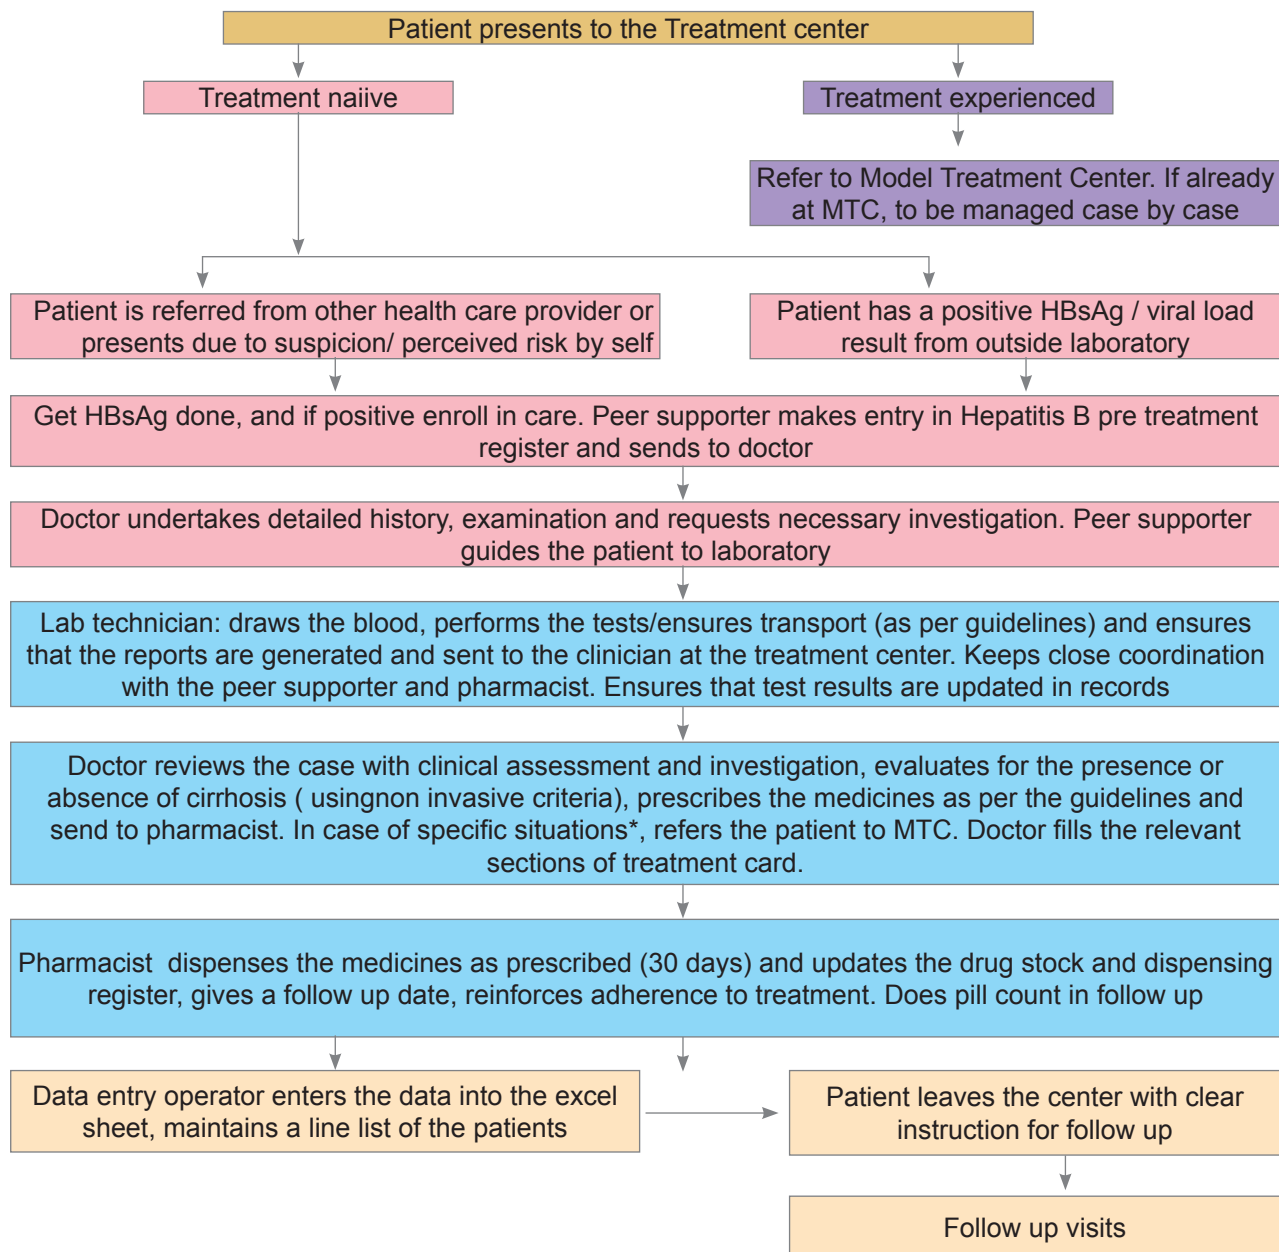 Patient presents to the Treatment center
Treatment naiive
Treatment experienced
Refer to Model Treatment Center. If already
at MTC, to be managed case by case
Patient is referred from other health care provider or
presents due to suspicion/ perceived risk by self
Patient has a positive HBsAg / viral load
result from outside laboratory
Get HBsAg done, and if positive enroll in care. Peer supporter makes entry in Hepatitis B pre treatment
register and sends to doctor
Doctor undertakes detailed history, examination and requests necessary investigation. Peer supporter
guides the patient to laboratory
Lab technician: draws the blood, performs the tests/ensures transport (as per guidelines) and ensures
that the reports are generated and sent to the clinician at the treatment center. Keeps close coordination
with the peer supporter and pharmacist. Ensures that test results are updated in records
Doctor reviews the case with clinical assessment and investigation, evaluates for the presence or
absence of cirrhosis ( usingnon invasive criteria), prescribes the medicines as per the guidelines and
send to pharmacist. In case of specific situations*, refers the patient to MTC. Doctor fills the relevant
sections of treatment card.
Pharmacist dispenses the medicines as prescribed (30 days) and updates the drug stock and dispensing
register, gives a follow up date, reinforces adherence to treatment. Does pill count in follow up
Data entry operator enters the data into the excel
sheet, maintains a line list of the patients
Patient leaves the center with clear
instruction for follow up
Follow up visits